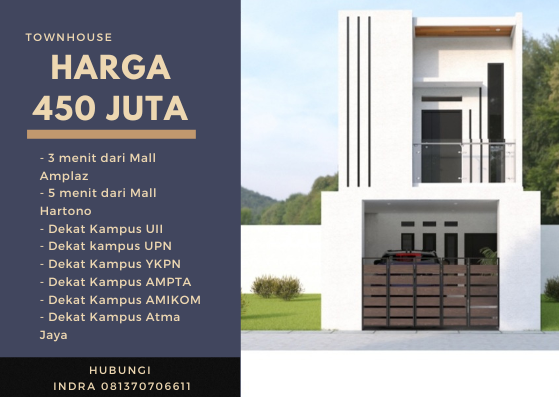 TOWNHOUSE
HARGA
450 JUTA
- 3 menit dari Mall
Amplaz
- 5 menit dari Mall
Hartono
- Dekat Kampus UII
- Dekat kampus UPN
- Dekat Kampus YKPN
- Dekat Kampus AMPTA
- Dekat Kampus AMIKOM
- Dekat Kampus Atma
Jaya
HUBUNGI
INDRA 081370706611